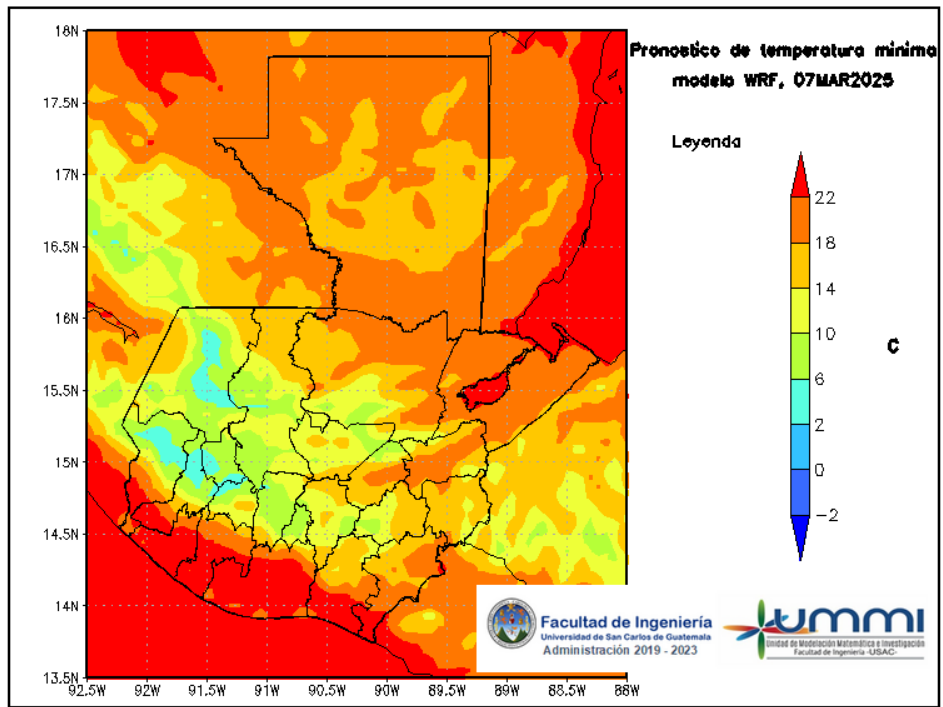 Pronostico de temperatura minima
modelo WRF, 07MAR2025
Leyenda
22
18
14
10
6
2
0
-2
C
18N
17.5N
17N
16.5N
16N
15.5N
15N
14.5N
14N
13.5N
92.5W 92W 91.5W 91W 90.5W 90W 89.5W 89W 88.5W 88W
Facultad de Ingeniería
Universidad de San Carlos de Guatemala
Administración 2019 - 2023
ummi
Unidad de Modelación Matemática e Investigación
Facultad de Ingeniería -USAC-